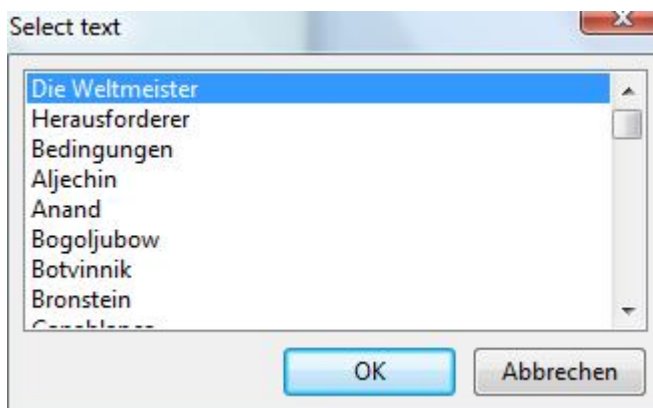 Select text
Die Weltmeister
Herausforderer
Bedingungen
Aljechin
Anand
Bogoljubow
Botvinnik
Bronstein
OK Abbrechen